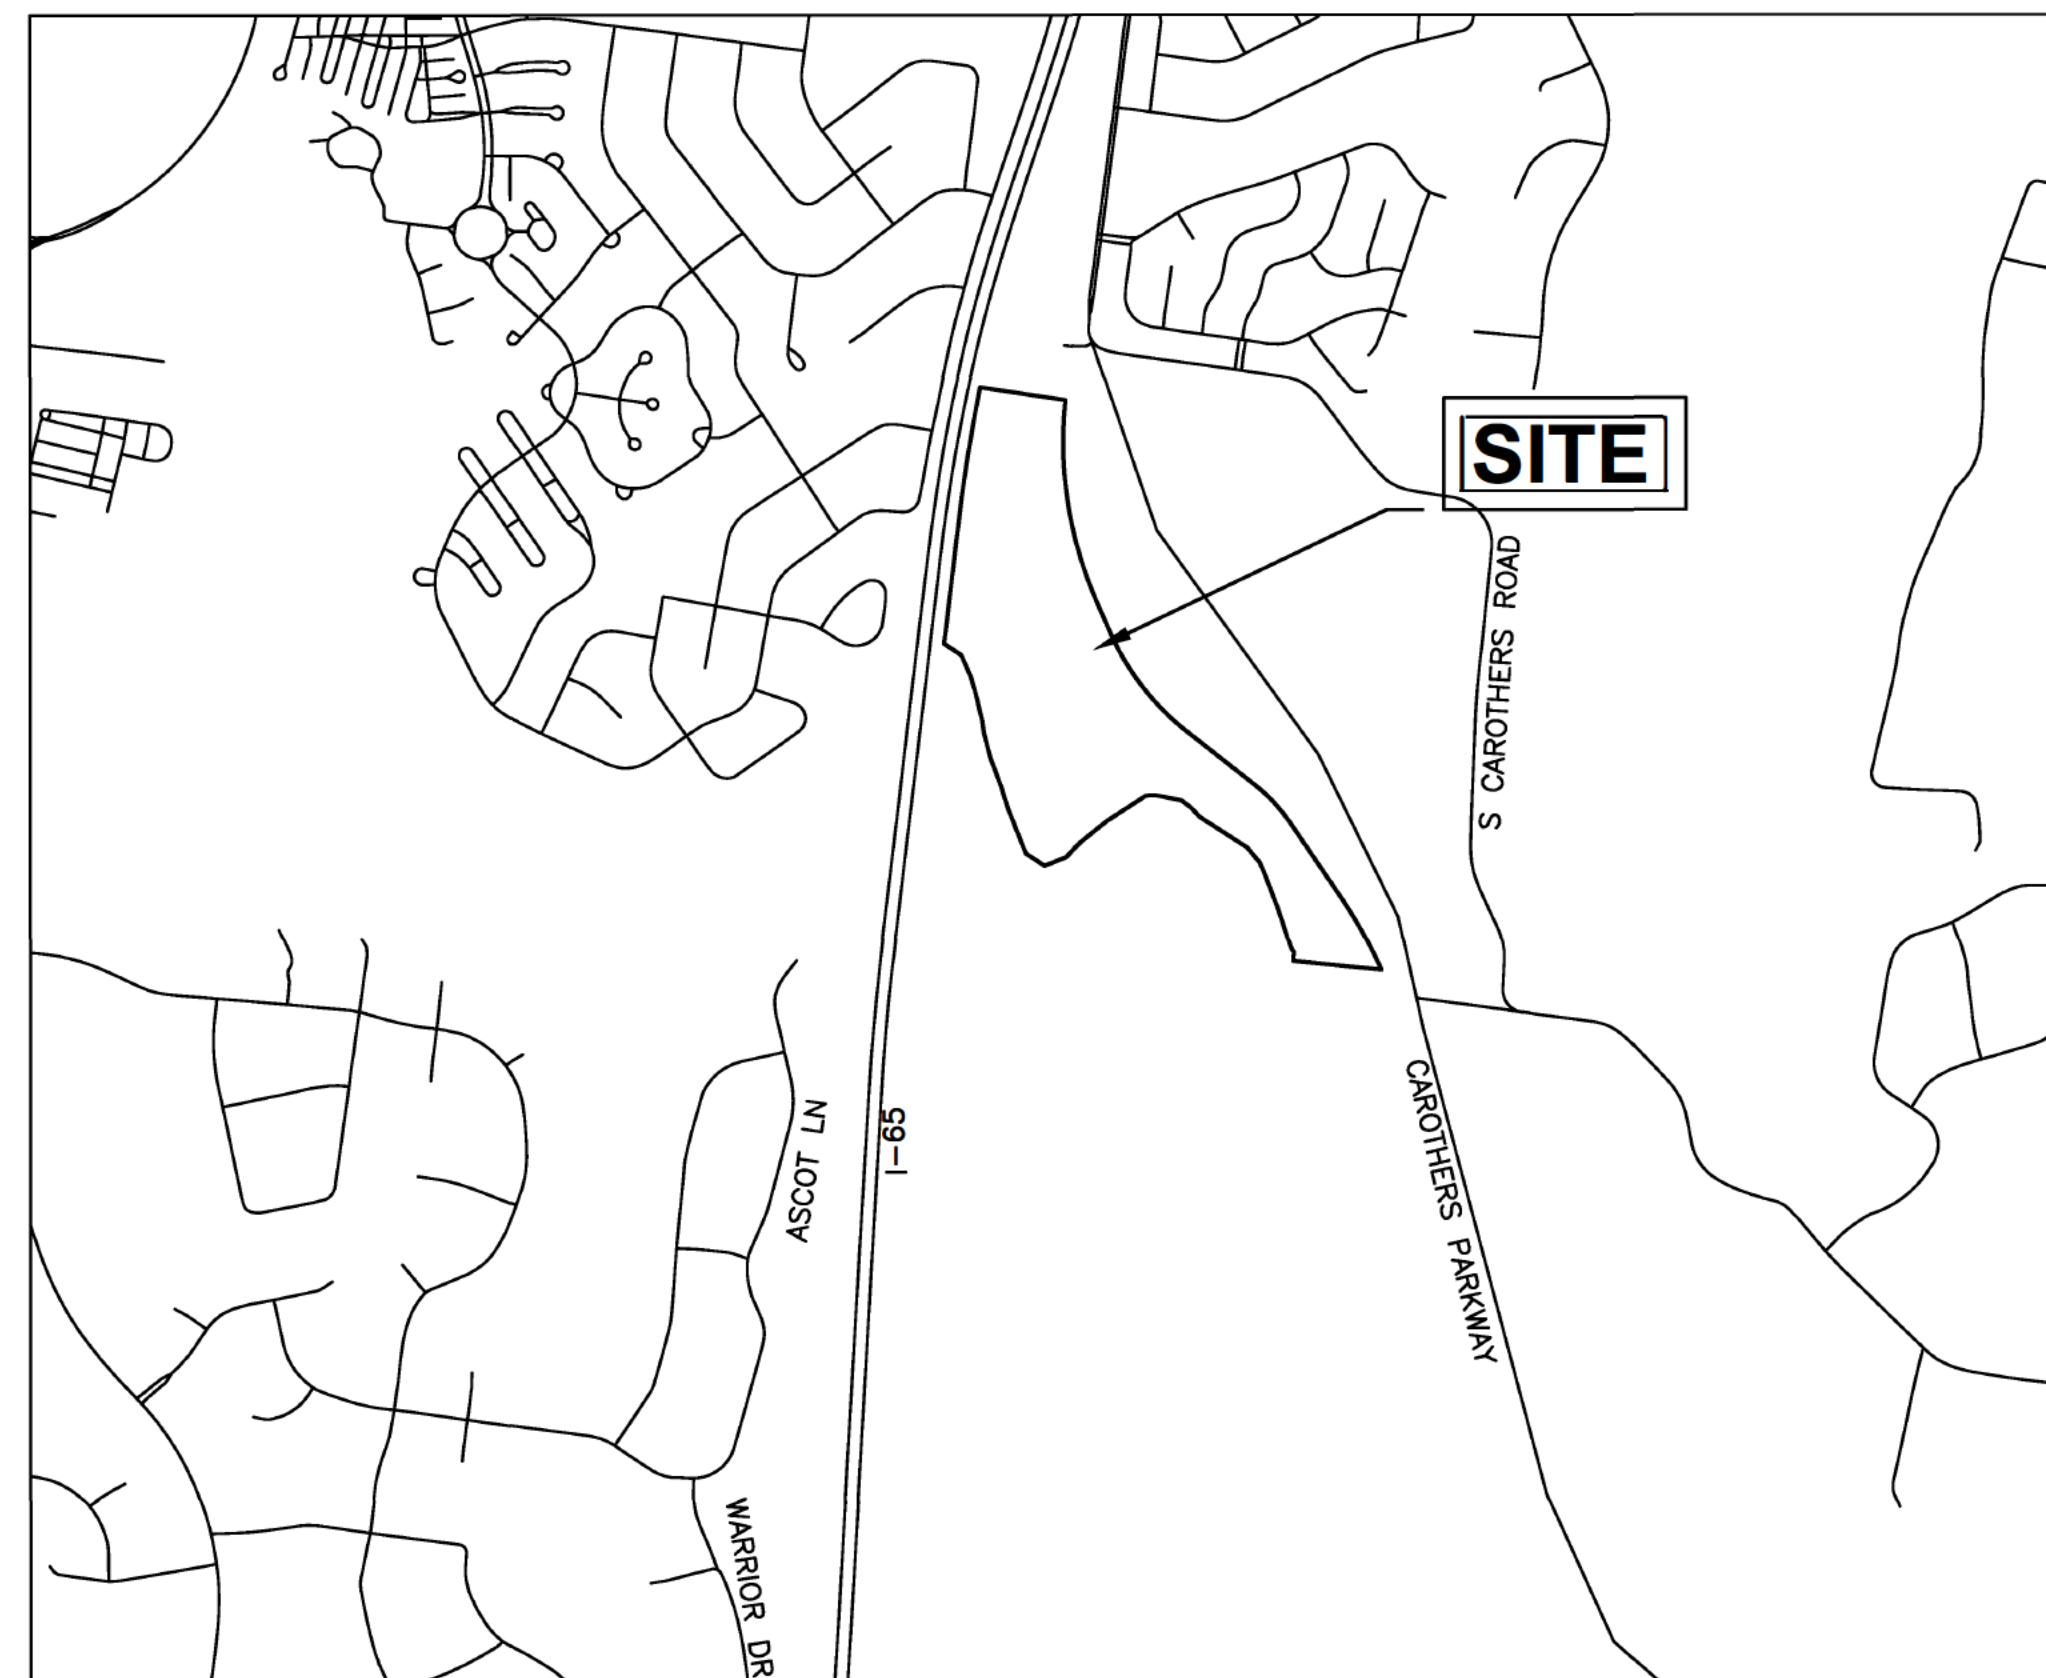 SITE
S CAROTHERS ROAD
CAROTHERS PARKWAY
I-65
ASCOT LN
WARRIOR DR